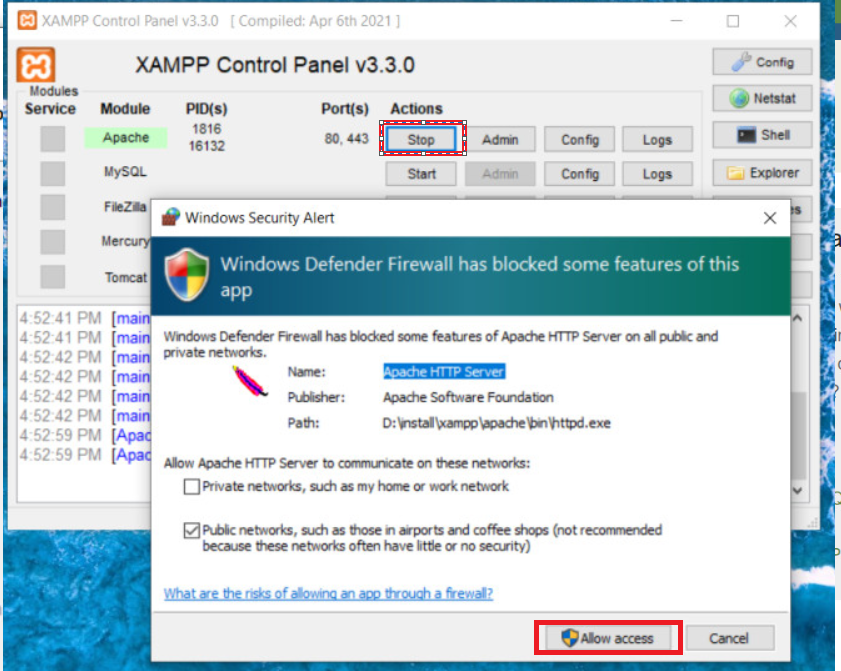 XAMPP Control Panel v3.3.0 [ Compiled: Apr 6th 2021 ]
XAMPP Control Panel v3.3.0
Config
Modules
Service Module PID(s) Port(s) Actions
Netstat
Apache 1816 80, 443 Stop Admin Config Logs
16132
Shell
MySQL Start Admin Config Logs
Explorer
FileZilla
Mercury
Tomcat
Windows Security Alert
Windows Defender Firewall has blocked some features of this
app
4:52:41 PM [main
4:52:41 PM [main
4:52:42 PM [main
4:52:42 PM [main
4:52:42 PM [main
4:52:42 PM [main
4:52:59 PM [Apac
4:52:59 PM [Apac
Windows Defender Firewall has blocked some features of Apache HTTP Server on all public and
private networks.
Name: Apache HTTP Server
Publisher: Apache Software Foundation
Path: D:\install\xampp\apache\bin\httpd.exe
Allow Apache HTTP Server to communicate on these networks:
Private networks, such as my home or work network
Public networks, such as those in airports and coffee shops (not recommended
because these networks often have little or no security)
What are the risks of allowing an app through a firewall?
Allow access Cancel